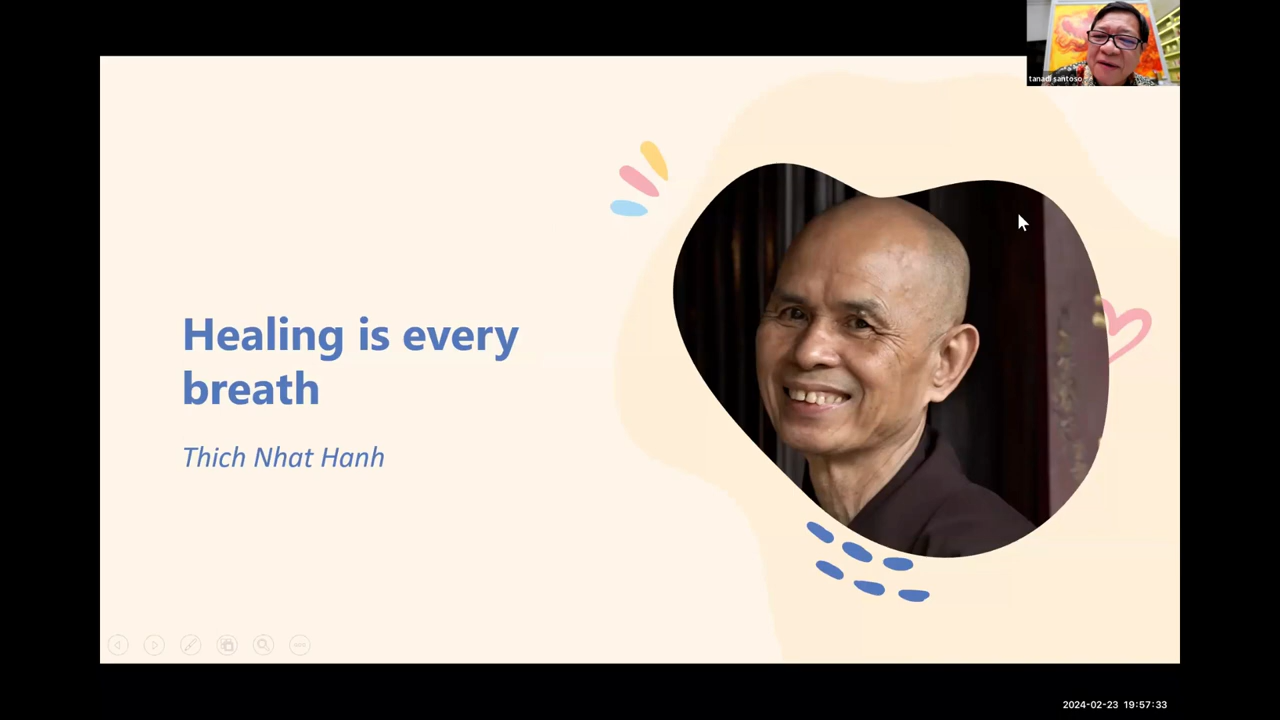 tanadi santoso
Healing is every
breath
Thich Nhat Hanh
2024-02-23 19:57:33